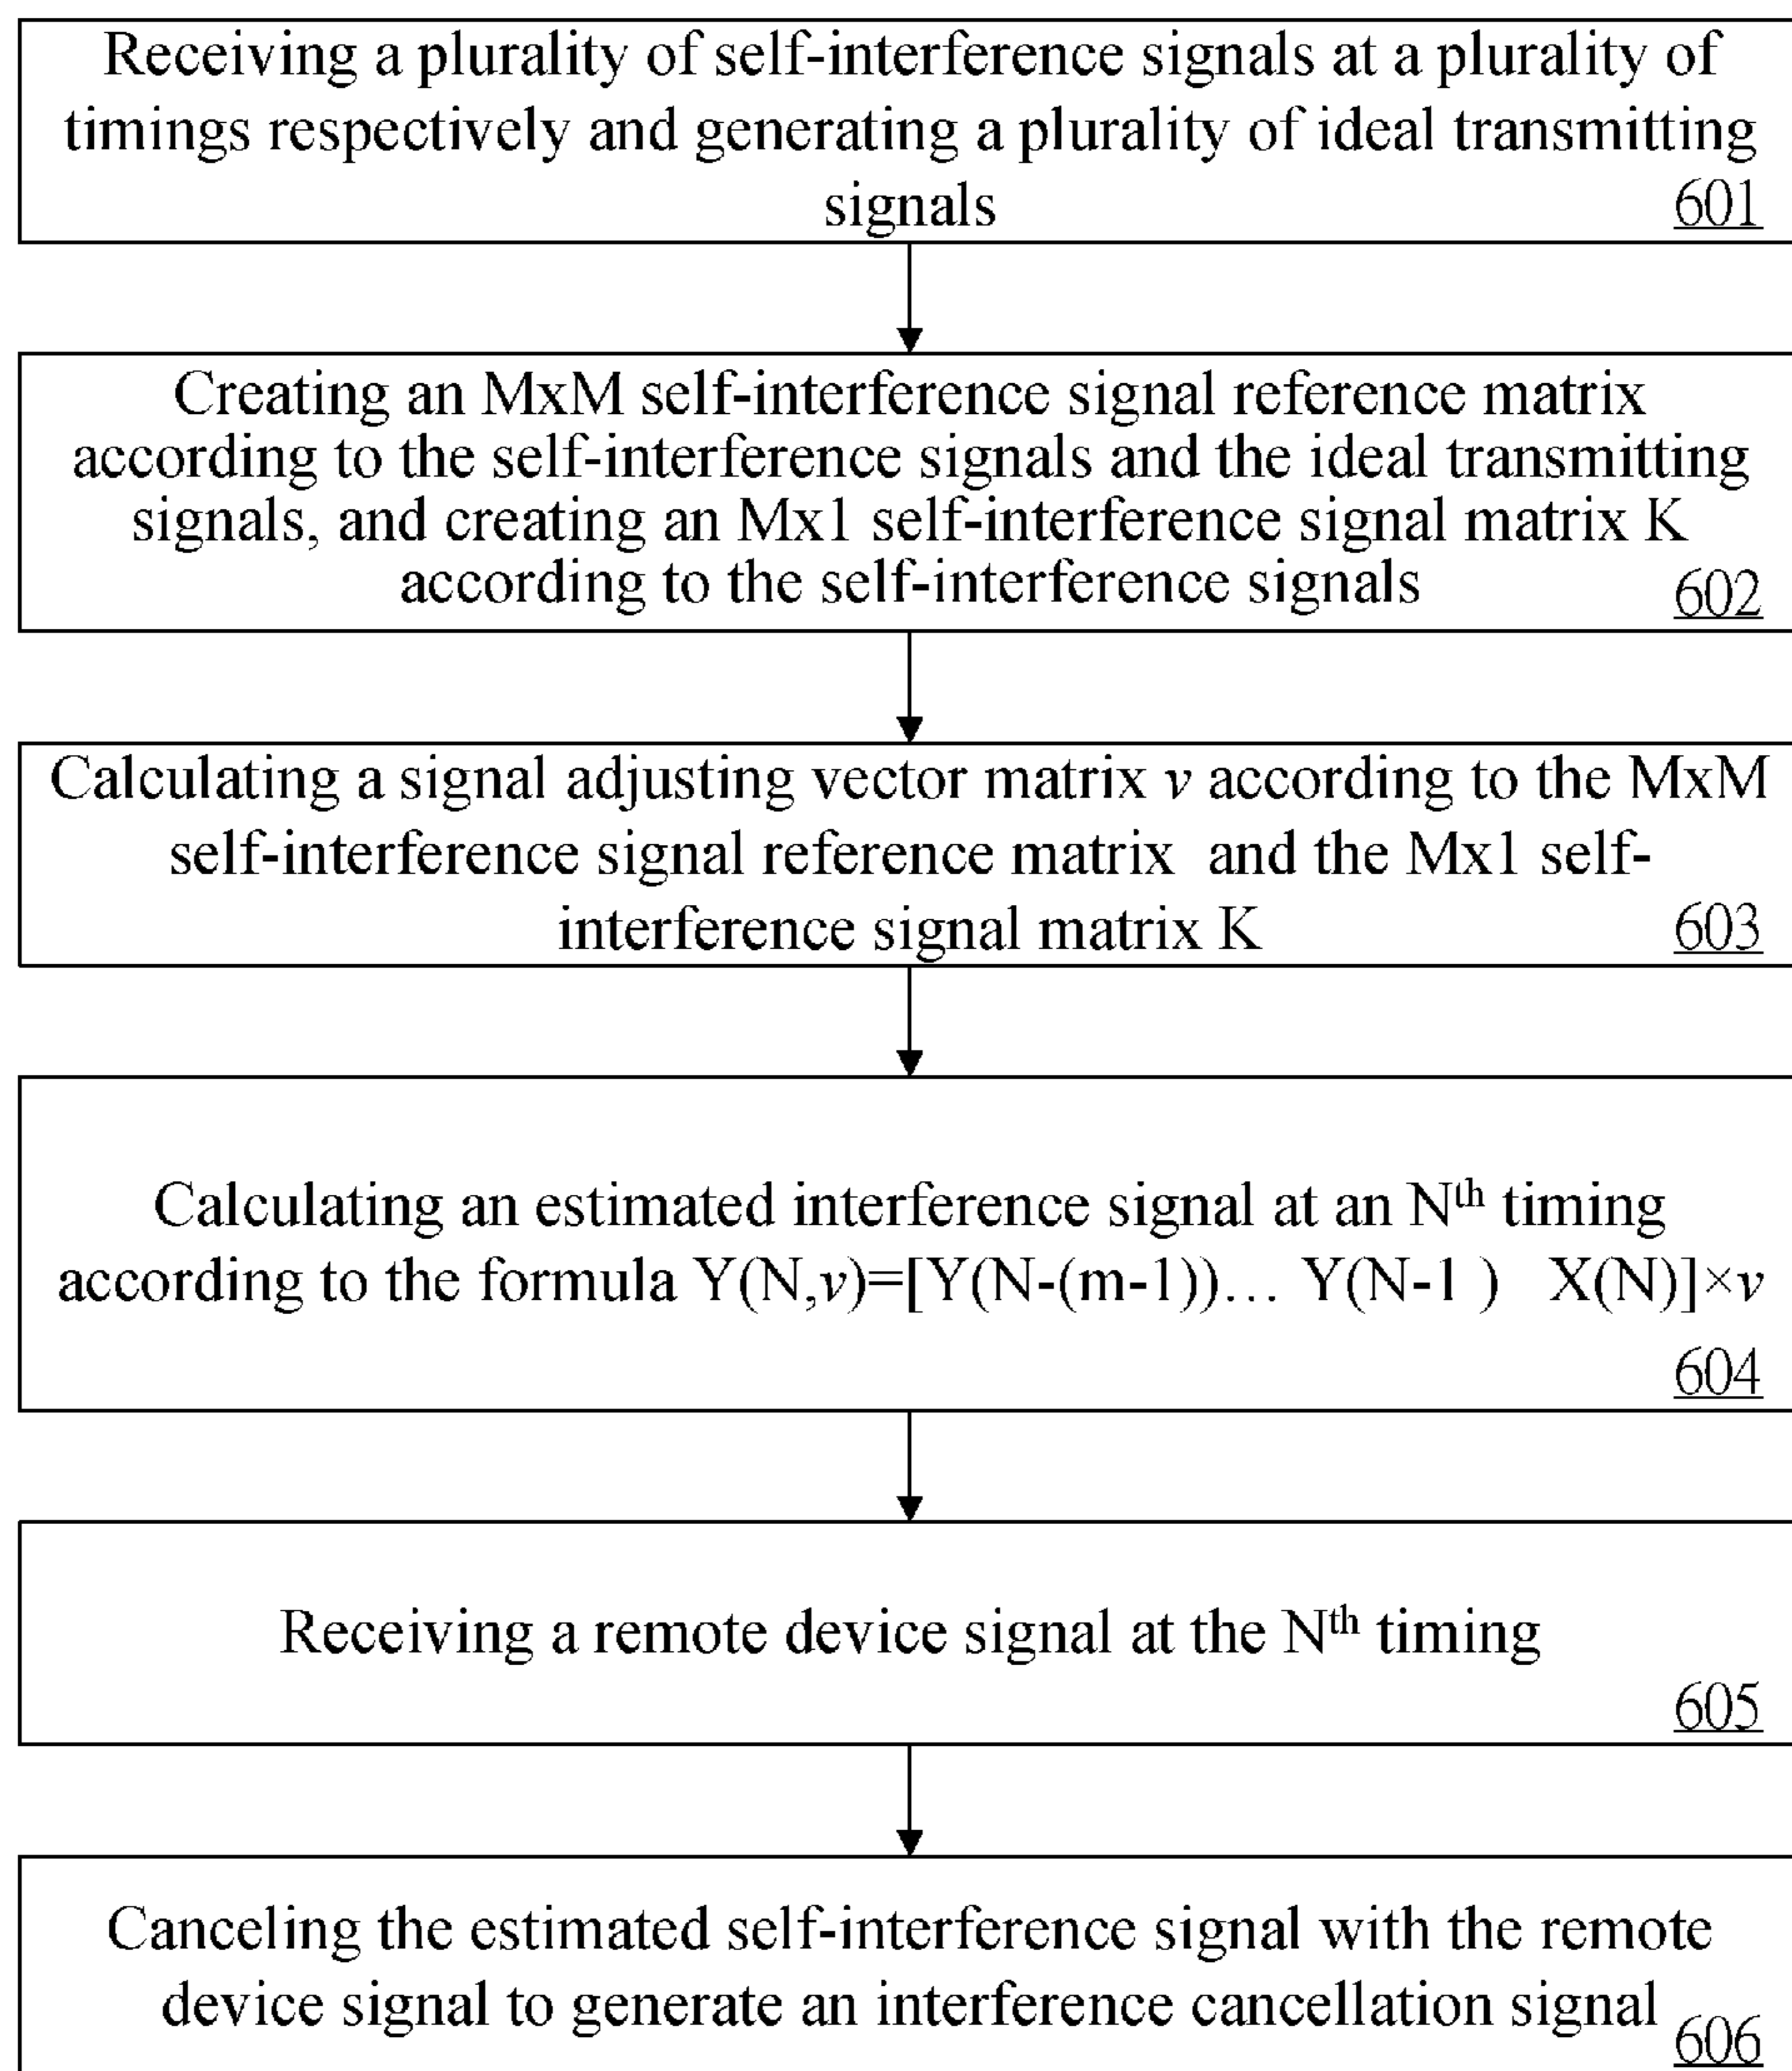 Receiving a plurality of self-interference signals at a plurality of
timings respectively and generating a plurality of ideal transmitting
signals
601
Creating an MxM self-interference signal reference matrix
according to the self-interference signals and the ideal transmitting
signals, and creating an Mx1 self-interference signal matrix K
according to the self-interference signals
602
Calculating a signal adjusting vector matrix v according to the MxM
self-interference signal reference matrix  and the Mx1 self-
interference signal matrix K
603
Calculating an estimated interference signal at an Nth timing
according to the formula Y(N,v)=[Y(N-(m-1))… Y(N-1 )   X(N)]×v
604
Receiving a remote device signal at the Nth timing
605
Canceling the estimated self-interference signal with the remote
device signal to generate an interference cancellation signal
606